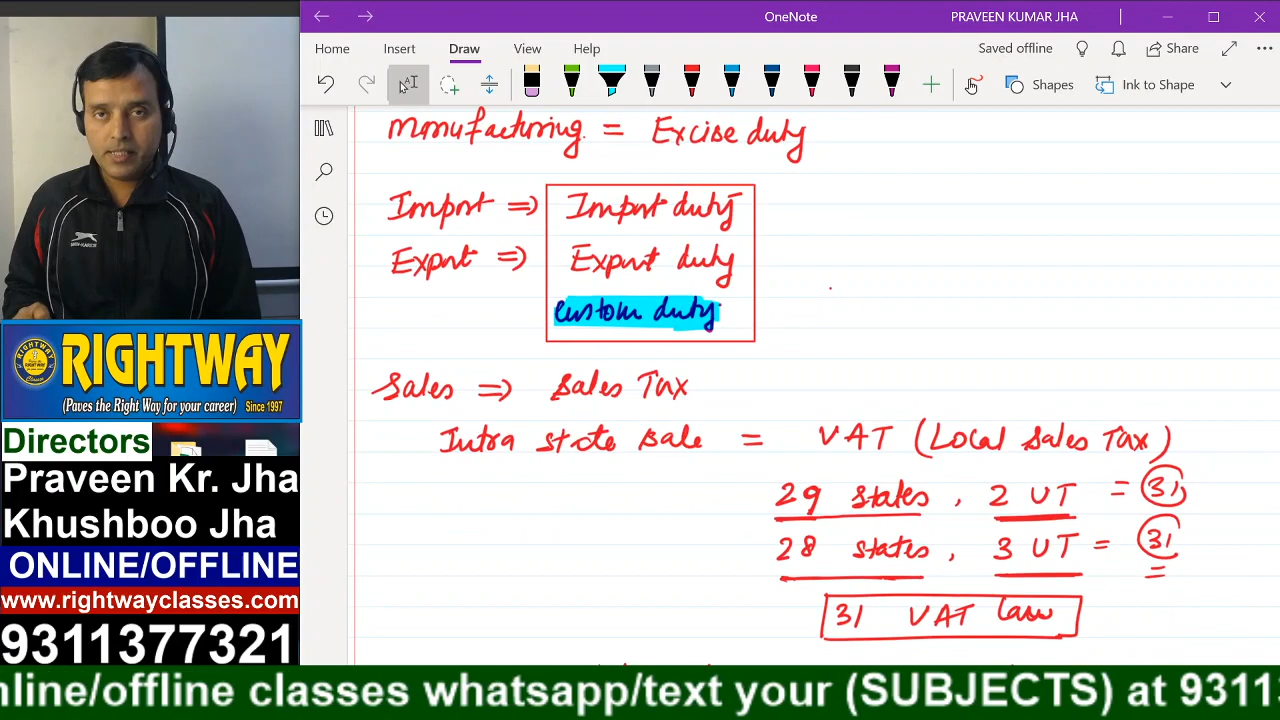 OneNote
PRAVEEN KUMAR JHA
Home Insert Draw View Help
Saved offline Share
Shapes Ink to Shape
Manufactoring = Excise duty
Import => Import duty
Export => Export duty
Custom duty
Sales => Sales Tax
Intra state sale = VAT (Local Sales Tax)
29 states, 2 UT = 31
28 states, 3 UT = 31
31 VAT Law
RIGHTWAY
(Paves the Right Way for your career) Since 1997
Directors
Praveen Kr. Jha
Khushboo Jha
ONLINE/OFFLINE
www.rightwayclasses.com
9311377321
nline/offline classes whatsapp/text your (SUBJECTS) at 9311